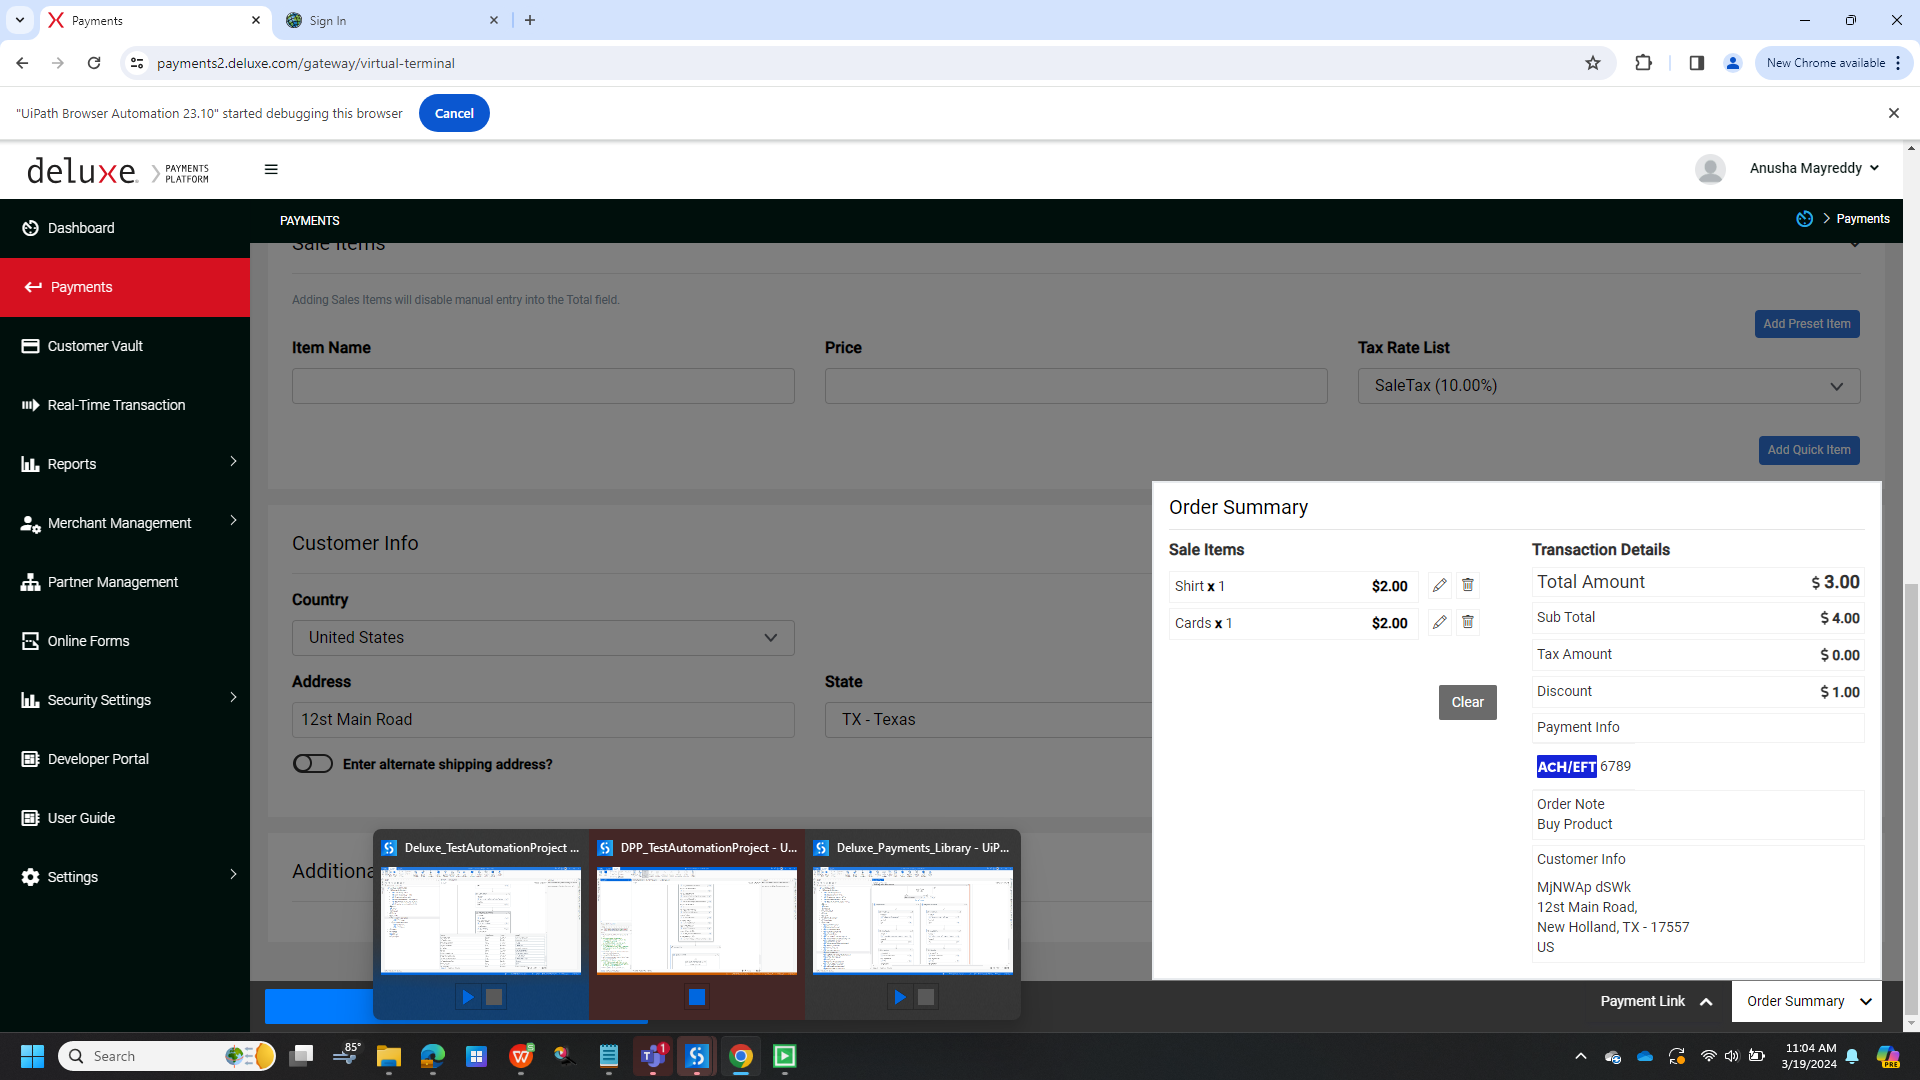 Payments
Sign In
payments2.deluxe.com/gateway/virtual-terminal
New Chrome available
"UiPath Browser Automation 23.10" started debugging this browser
Cancel
deluxe.
PAYMENTS
PLATFORM
Anusha Mayreddy
Dashboard
PAYMENTS
Payments
Sale Items
Payments
Adding Sales Items will disable manual entry into the Total field.
Add Preset Item
Customer Vault
Item Name
Price
Tax Rate List
SaleTax (10.00%)
Real-Time Transaction
Add Quick Item
Reports
Merchant Management
Customer Info
Partner Management
Country
United States
Online Forms
Address
State
Security Settings
12st Main Road
TX - Texas
Developer Portal
Enter alternate shipping address?
User Guide
Settings
Additiona
Order Summary
Sale Items
Transaction Details
Shirt x 1
$2.00
Total Amount
$ 3.00
Cards x 1
$2.00
Sub Total
$ 4.00
Tax Amount
$ 0.00
Clear
Discount
$ 1.00
Payment Info
ACH/EFT 6789
Order Note
Buy Product
Customer Info
MjNWAp dSWk
12st Main Road,
New Holland, TX - 17557
US
Deluxe_TestAutomationProject ...
DPP_TestAutomationProject - U...
Deluxe_Payments_Library - UiP...
Payment Link
Order Summary
Search
85°
1
11:04 AM
3/19/2024
PRE